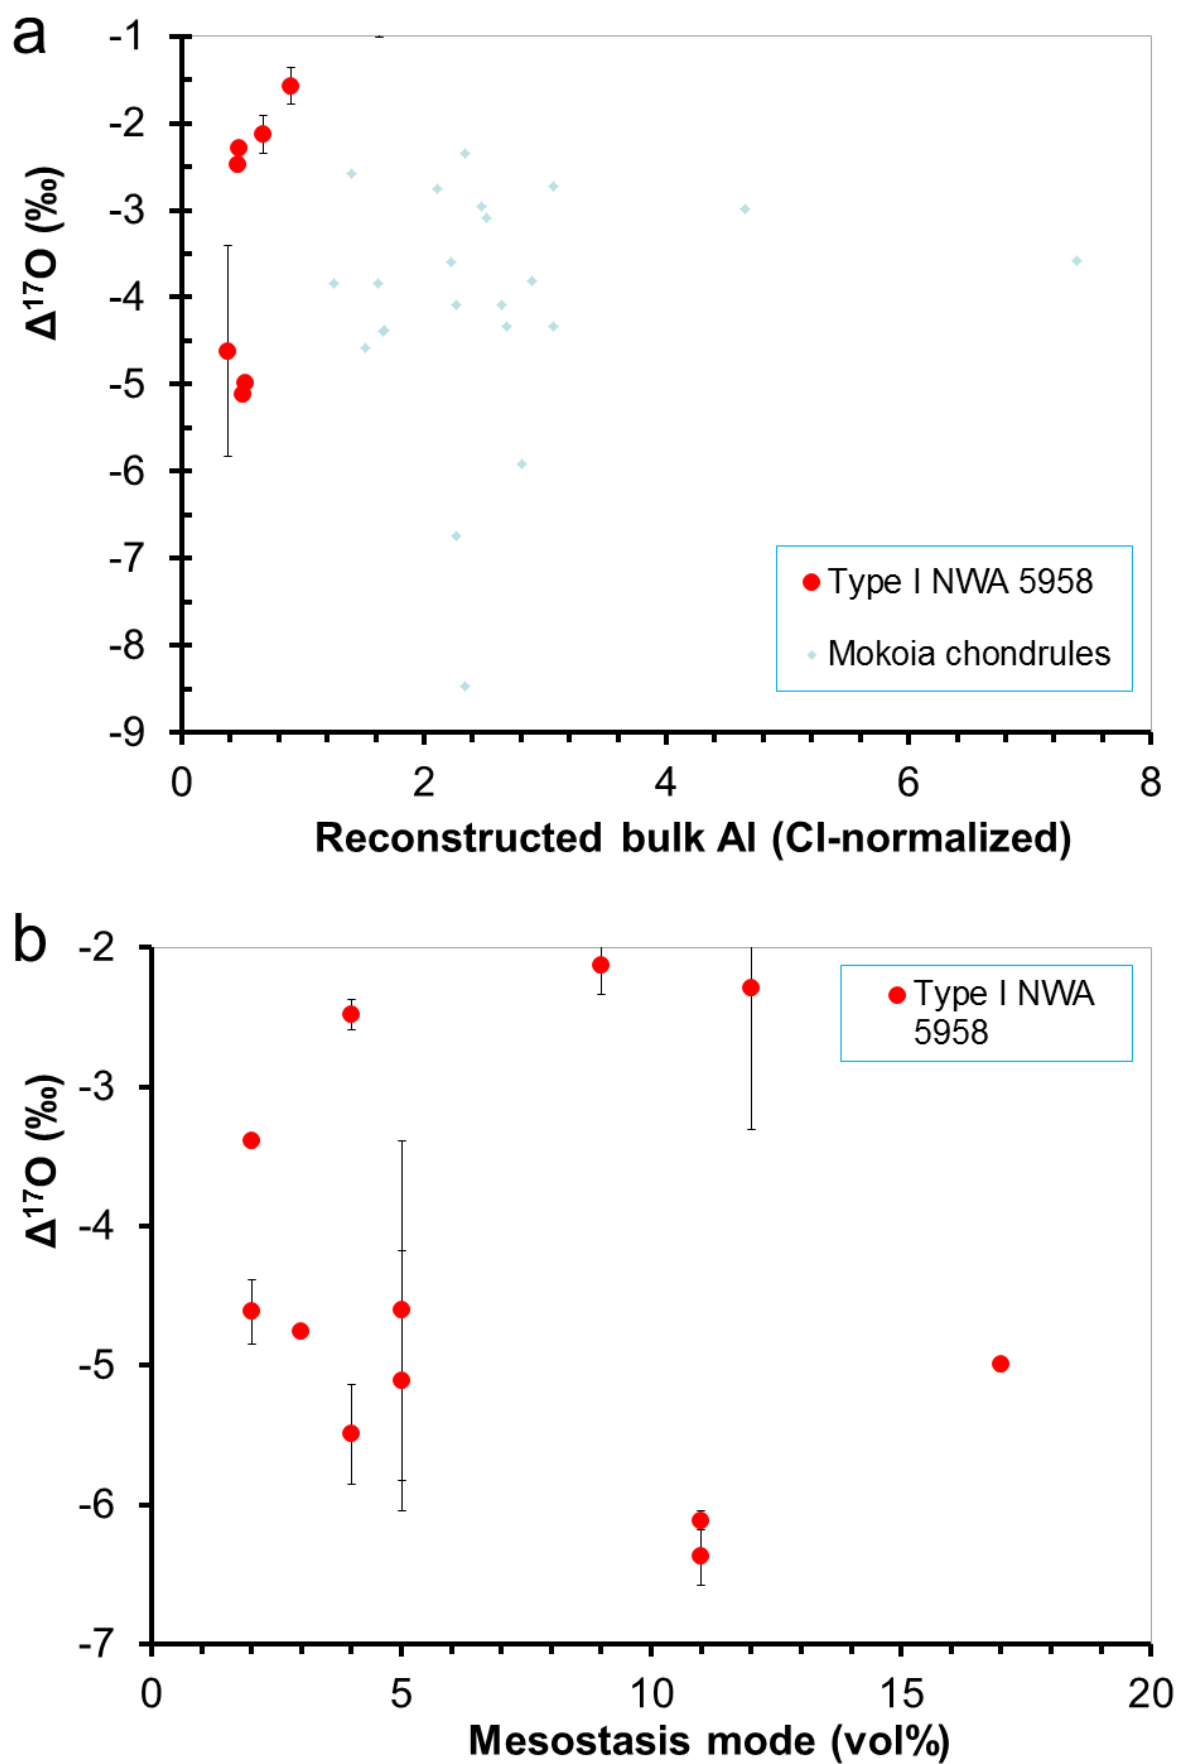 a
-1
-2
-3
-4
-5
-6
-7
-8
-9
Δ¹⁷O (‰)
Type I NWA 5958
Mokoia chondrules
0 2 4 6 8
Reconstructed bulk Al (CI-normalized)
b
-2
-3
-4
-5
-6
-7
Δ¹⁷O (‰)
Type I NWA
5958
0 5 10 15 20
Mesostasis mode (vol%)